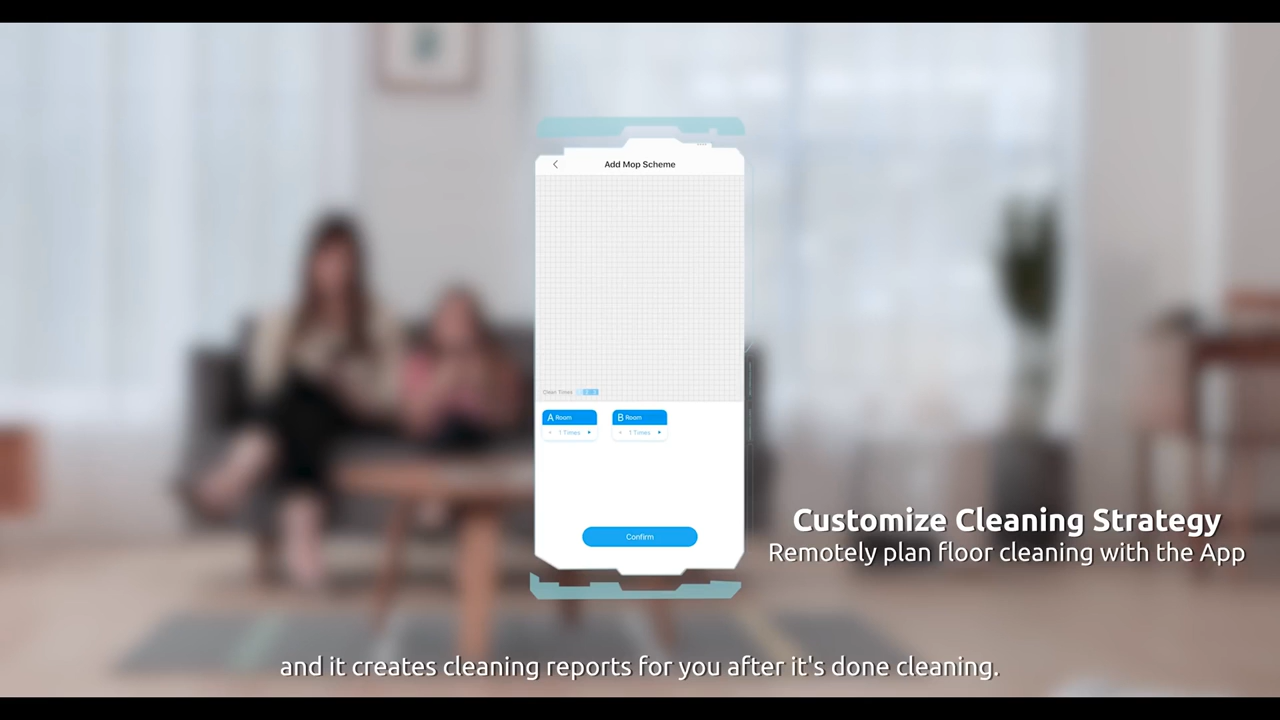 Add Mop Scheme
Clean Times
A Room
B Room
1 Times
1 Times
Confirm
Customize Cleaning Strategy
Remotely plan floor cleaning with the App
and it creates cleaning reports for you after it's done cleaning.